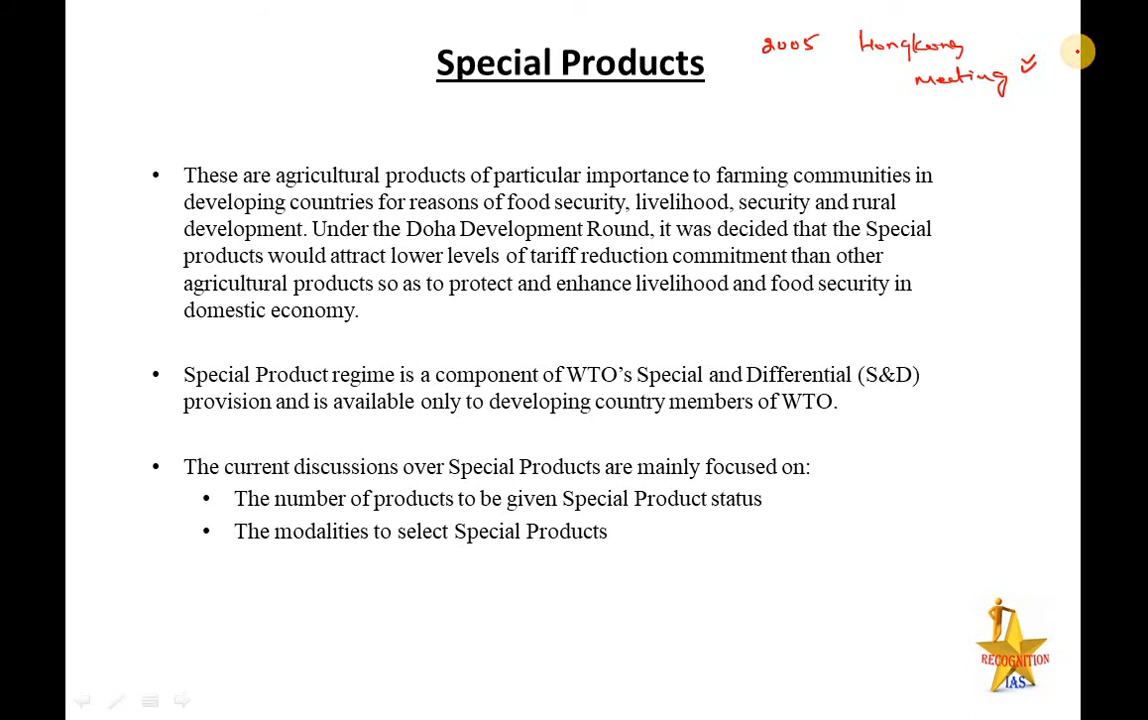 Special Products
2005 Hongkong
meeting
• These are agricultural products of particular importance to farming communities in
developing countries for reasons of food security, livelihood, security and rural
development. Under the Doha Development Round, it was decided that the Special
products would attract lower levels of tariff reduction commitment than other
agricultural products so as to protect and enhance livelihood and food security in
domestic economy.
• Special Product regime is a component of WTO’s Special and Differential (S&D)
provision and is available only to developing country members of WTO.
• The current discussions over Special Products are mainly focused on:
• The number of products to be given Special Product status
• The modalities to select Special Products
RECOGNITION
IAS